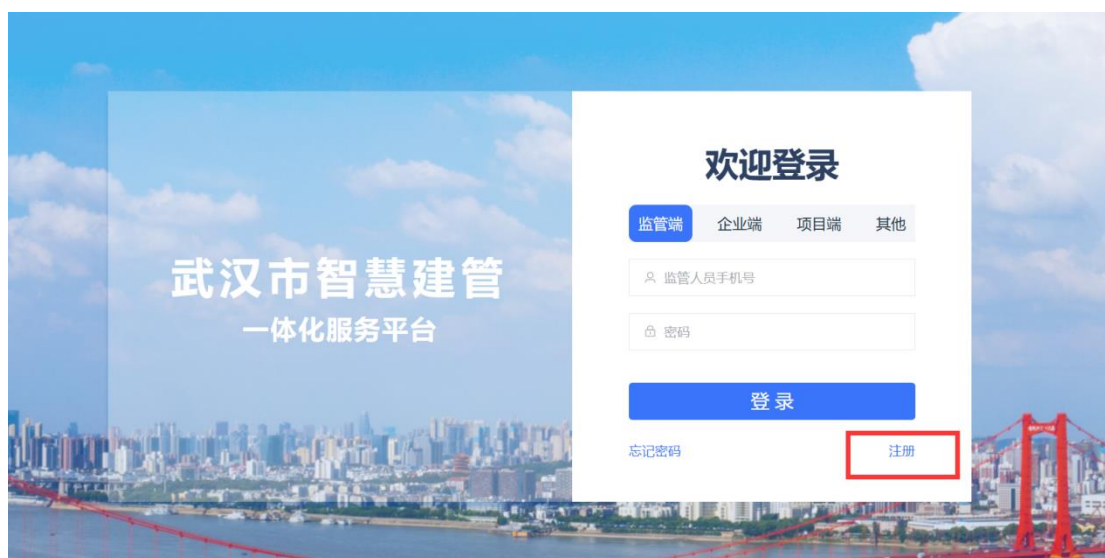 武汉市智慧建管
一体化服务平台
欢迎登录
监管端 企业端 项目端 其他
监管人员手机号
密码
登录
忘记密码 注册